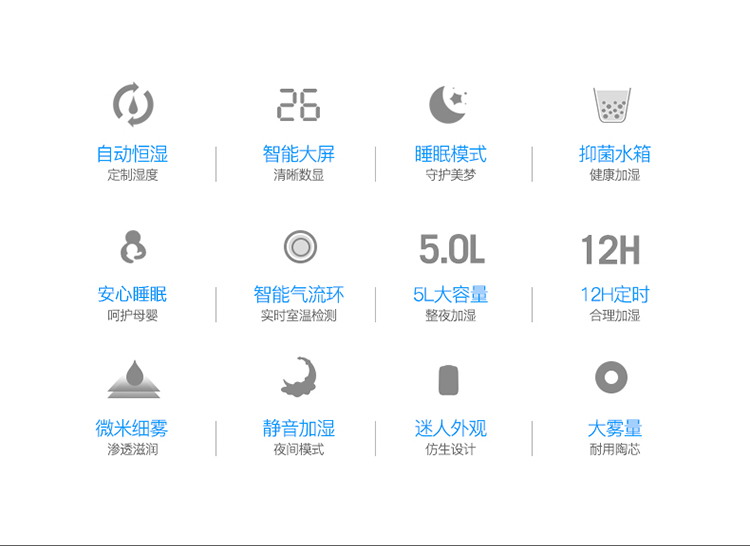 26
自动恒湿 智能大屏 睡眠模式 抑菌水箱
定制湿度 清晰数显 守护美梦 健康加湿
5.0L 12H
安心睡眠 智能气流环 5L大容量 12H定时
呵护母婴 实时室温检测 整夜加湿 合理加湿
微米细雾 静音加湿 迷人外观 大雾量
渗透滋润 夜间模式 仿生设计 耐用陶芯